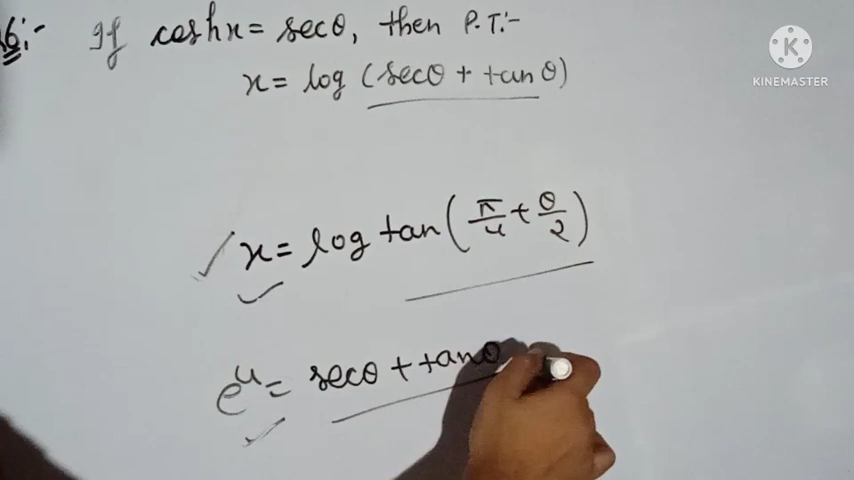 6:- If coshx = secθ, then P.T:-
x = log (secθ + tanθ)
x = log tan(π/4 + θ/2)
e^u = secθ + tanθ
K
KINEMASTER